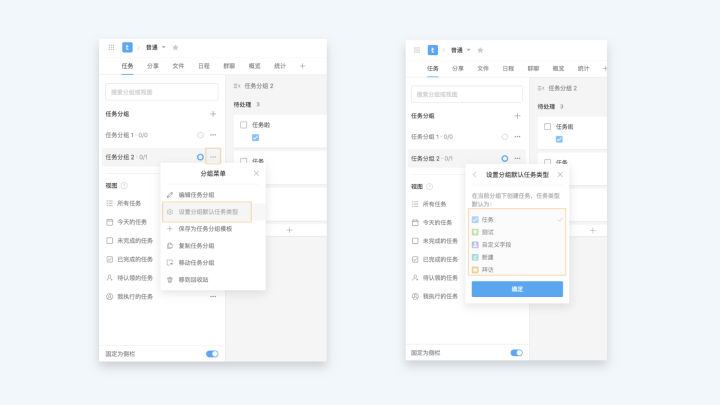 t 普通
任务 分享 文件 日程 群聊 概览 统计
搜索分组或视图
任务分组 2
任务分组
待处理 3
任务分组 1 · 0/0
任务啦
任务分组 2 · 0/1
任务
分组菜单
视图
编辑任务分组
所有任务
设置分组默认任务类型
今天的任务
保存为任务分组模板
未完成的任务
复制任务分组
已完成的任务
移动任务分组
待认领的任务
移到回收站
我执行的任务
固定为侧栏
t 普通
任务 分享 文件 日程 群聊 概览 统计
搜索分组或视图
任务分组 2
任务分组
待处理 3
任务分组 1 · 0/0
任务组
任务分组 2 · 0/1
任务
设置分组默认任务类型
视图
在当前分组下创建任务，任务类型
默认为：
所有任务
任务
今天的任务
测试
未完成的任务
自定义字段
已完成的任务
新建
待认领的任务
拜访
我执行的任务
确定
固定为侧栏